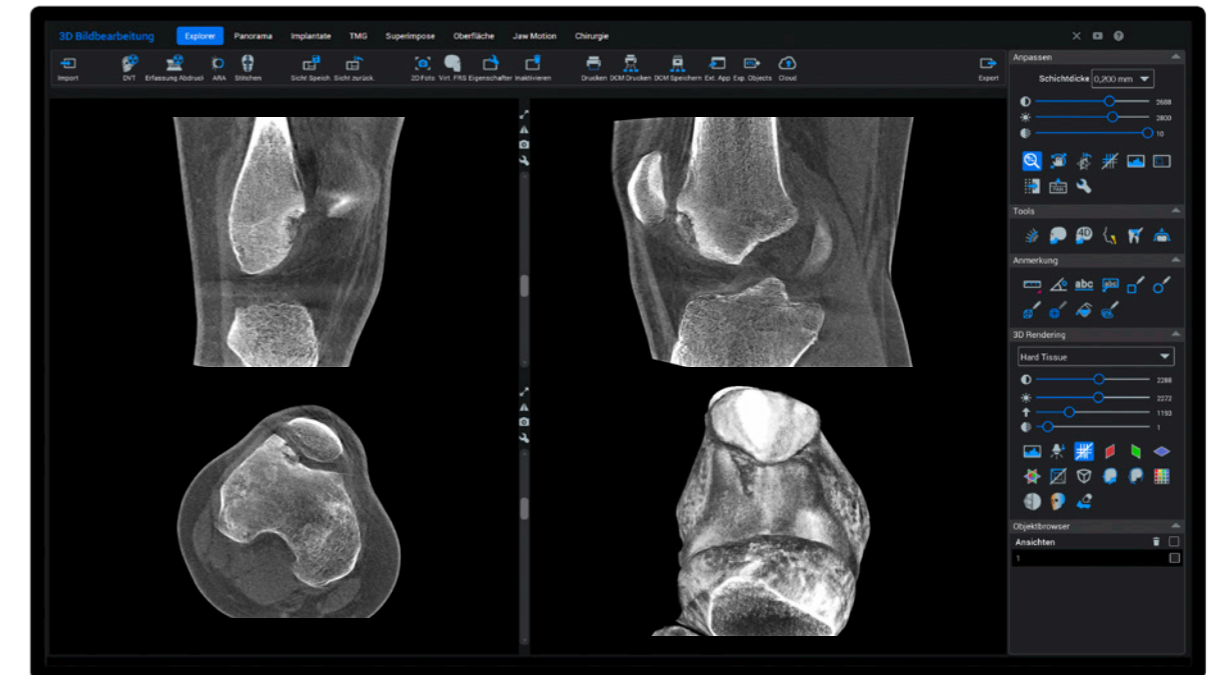 3D Bildbearbeitung Explorer Panorama Implantate TMG Superimpose Oberfläche Jaw Motion Chirurgie
Import DVT Erfassung Abdruck ARA Stitchen Sicht Speich. Sicht zurück. 2D Foto Virt. FRS Eigenschafter Inaktivieren Drucken DCM Drucken DCM Speichern Ext. App Exp. Objects Cloud Expert
Anpassen
Schichtdicke 0,200 mm
2688
2800
10
Tools
4D
Anmerkung
abc abc
3D Rendering
Hard Tissue
2288
2272
1193
1
Objektbrowser
Ansichten
1